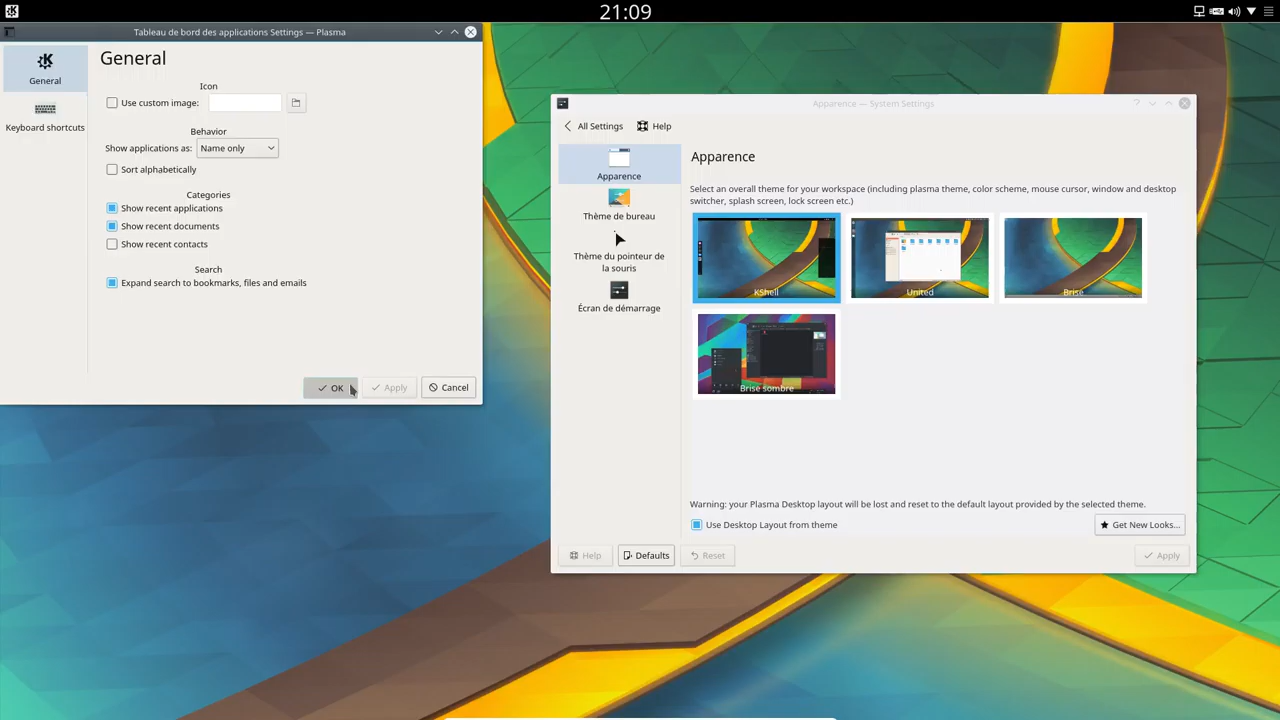 21:09
Tableau de bord des applications Settings — Plasma
General
Keyboard shortcuts
General
Icon
Use custom image:
Behavior
Show applications as: Name only
Sort alphabetically
Categories
Show recent applications
Show recent documents
Show recent contacts
Search
Expand search to bookmarks, files and emails
OK Apply Cancel
Apparence — System Settings
All Settings Help
Apparence
Thème de bureau
Thème du pointeur de
la souris
Écran de démarrage
Apparence
Select an overall theme for your workspace (including plasma theme, color scheme, mouse cursor, window and desktop
switcher, splash screen, lock screen etc.)
KShell United Brise
Brise sombre
Warning: your Plasma Desktop layout will be lost and reset to the default layout provided by the selected theme.
Use Desktop Layout from theme Get New Looks...
Help Defaults Reset Apply